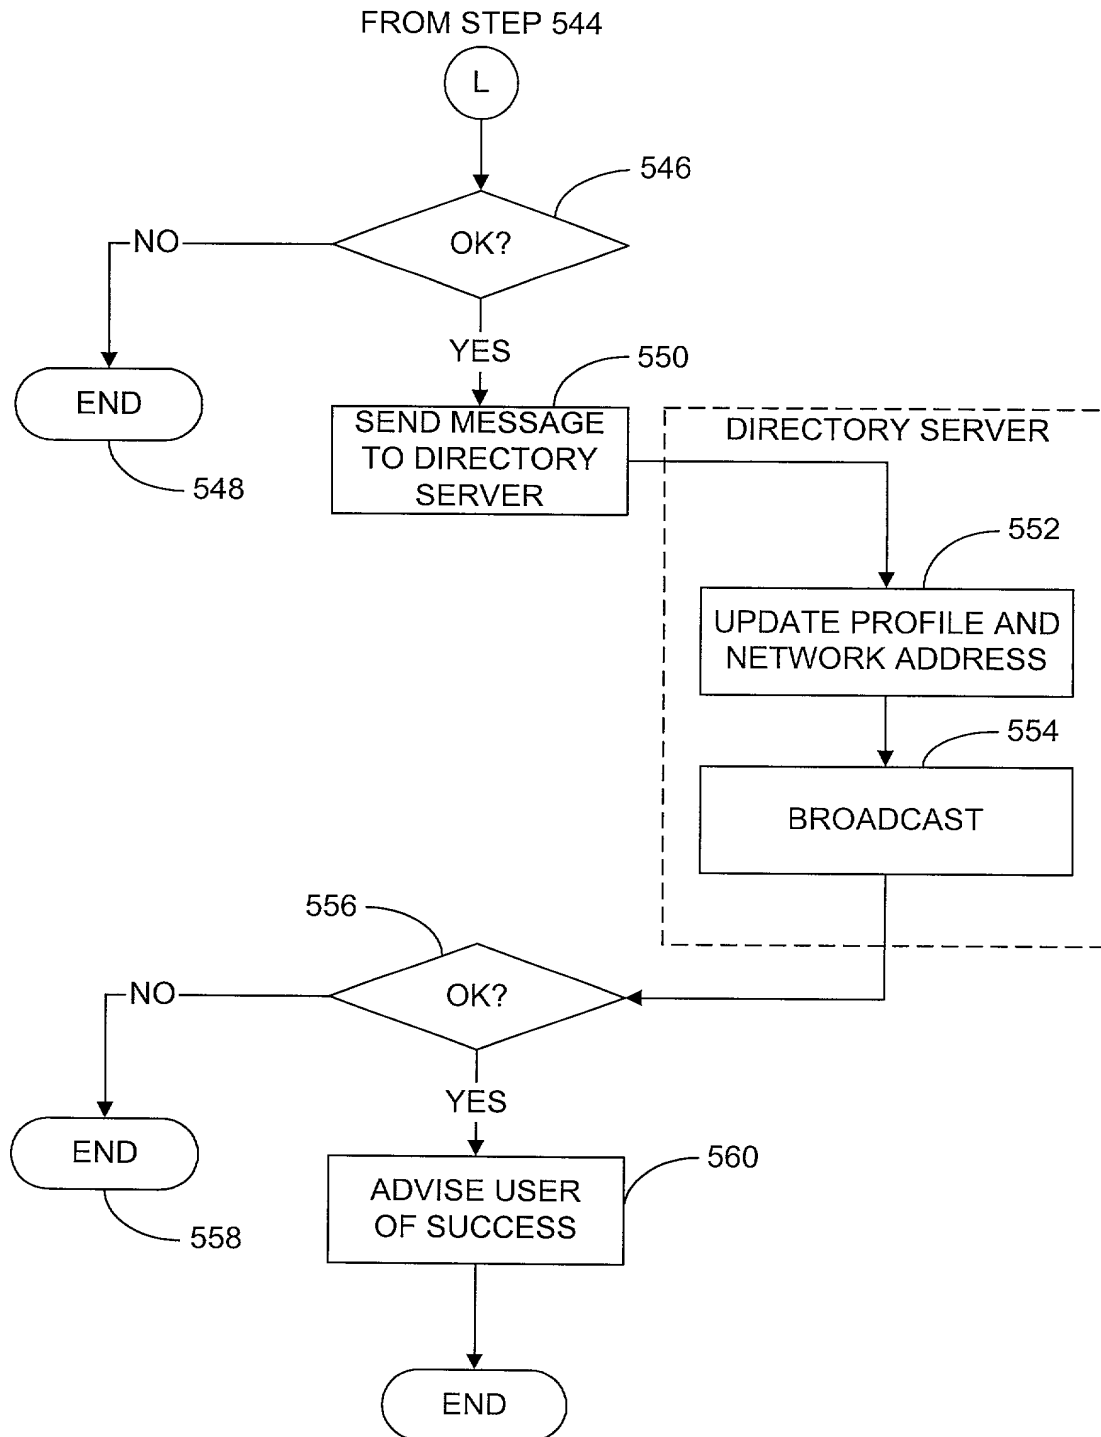 FROM STEP 544
L
546
OK?
NO
YES
END
548
550
SEND MESSAGE
TO DIRECTORY
SERVER
DIRECTORY SERVER
552
UPDATE PROFILE AND
NETWORK ADDRESS
554
BROADCAST
556
OK?
NO
YES
END
558
560
ADVISE USER
OF SUCCESS
END